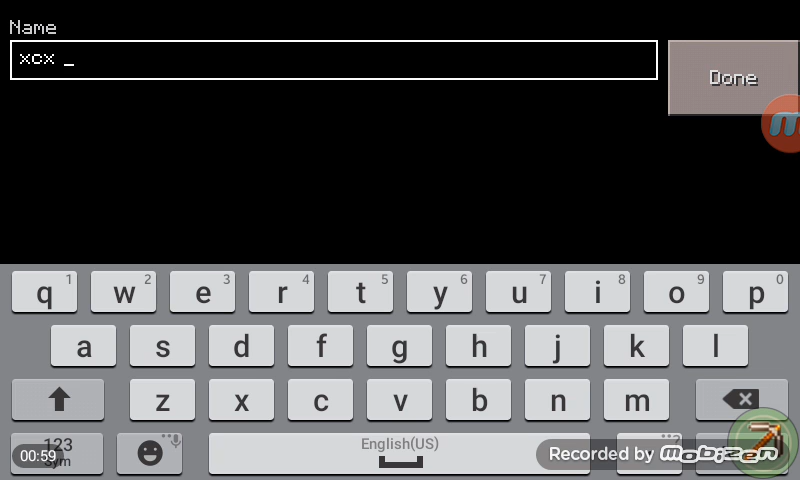 Name
xcx _
Done
q 1 w 2 e 3 r 4 t 5 y 6 u 7 i 8 o 9 p 0
a s d f g h j k l
z x c v b n m
123
Sym
00:59
English(US)
Recorded by mobizen